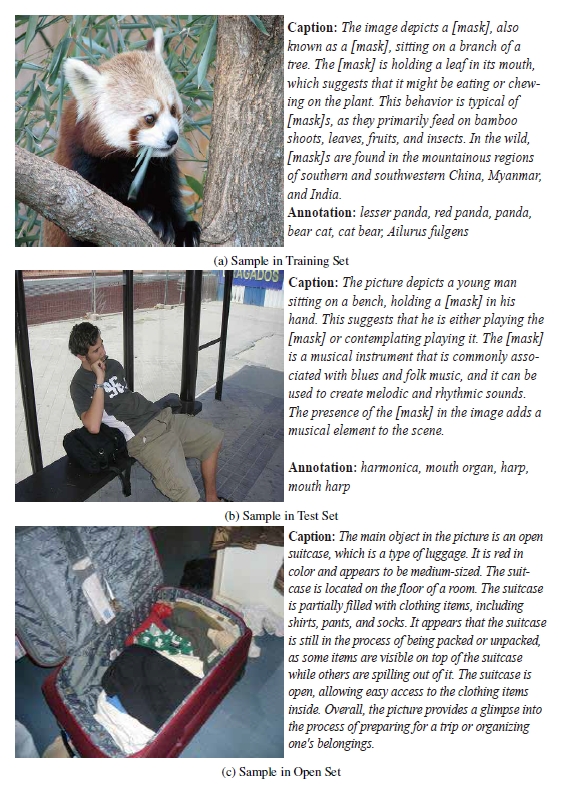 Caption: The image depicts a [mask], also
known as a [mask], sitting on a branch of a
tree. The [mask] is holding a leaf in its mouth,
which suggests that it might be eating or chew-
ing on the plant. This behavior is typical of
[mask]s, as they primarily feed on bamboo
shoots, leaves, fruits, and insects. In the wild,
[mask]s are found in the mountainous regions
of southern and southwestern China, Myanmar,
and India.
Annotation: lesser panda, red panda, panda,
bear cat, cat bear, Ailurus fulgens
(a) Sample in Training Set
Caption: The picture depicts a young man
sitting on a bench, holding a [mask] in his
hand. This suggests that he is either playing the
[mask] or contemplating playing it. The [mask]
is a musical instrument that is commonly asso-
ciated with blues and folk music, and it can be
used to create melodic and rhythmic sounds.
The presence of the [mask] in the image adds a
musical element to the scene.
Annotation: harmonica, mouth organ, harp,
mouth harp
(b) Sample in Test Set
Caption: The main object in the picture is an open
suitcase, which is a type of luggage. It is red in
color and appears to be medium-sized. The suit-
case is located on the floor of a room. The suitcase
is partially filled with clothing items, including
shirts, pants, and socks. It appears that the suitcase
is still in the process of being packed or unpacked,
as some items are visible on top of the suitcase
while others are spilling out of it. The suitcase is
open, allowing easy access to the clothing items
inside. Overall, the picture provides a glimpse into
the process of preparing for a trip or organizing
one's belongings.
(c) Sample in Open Set